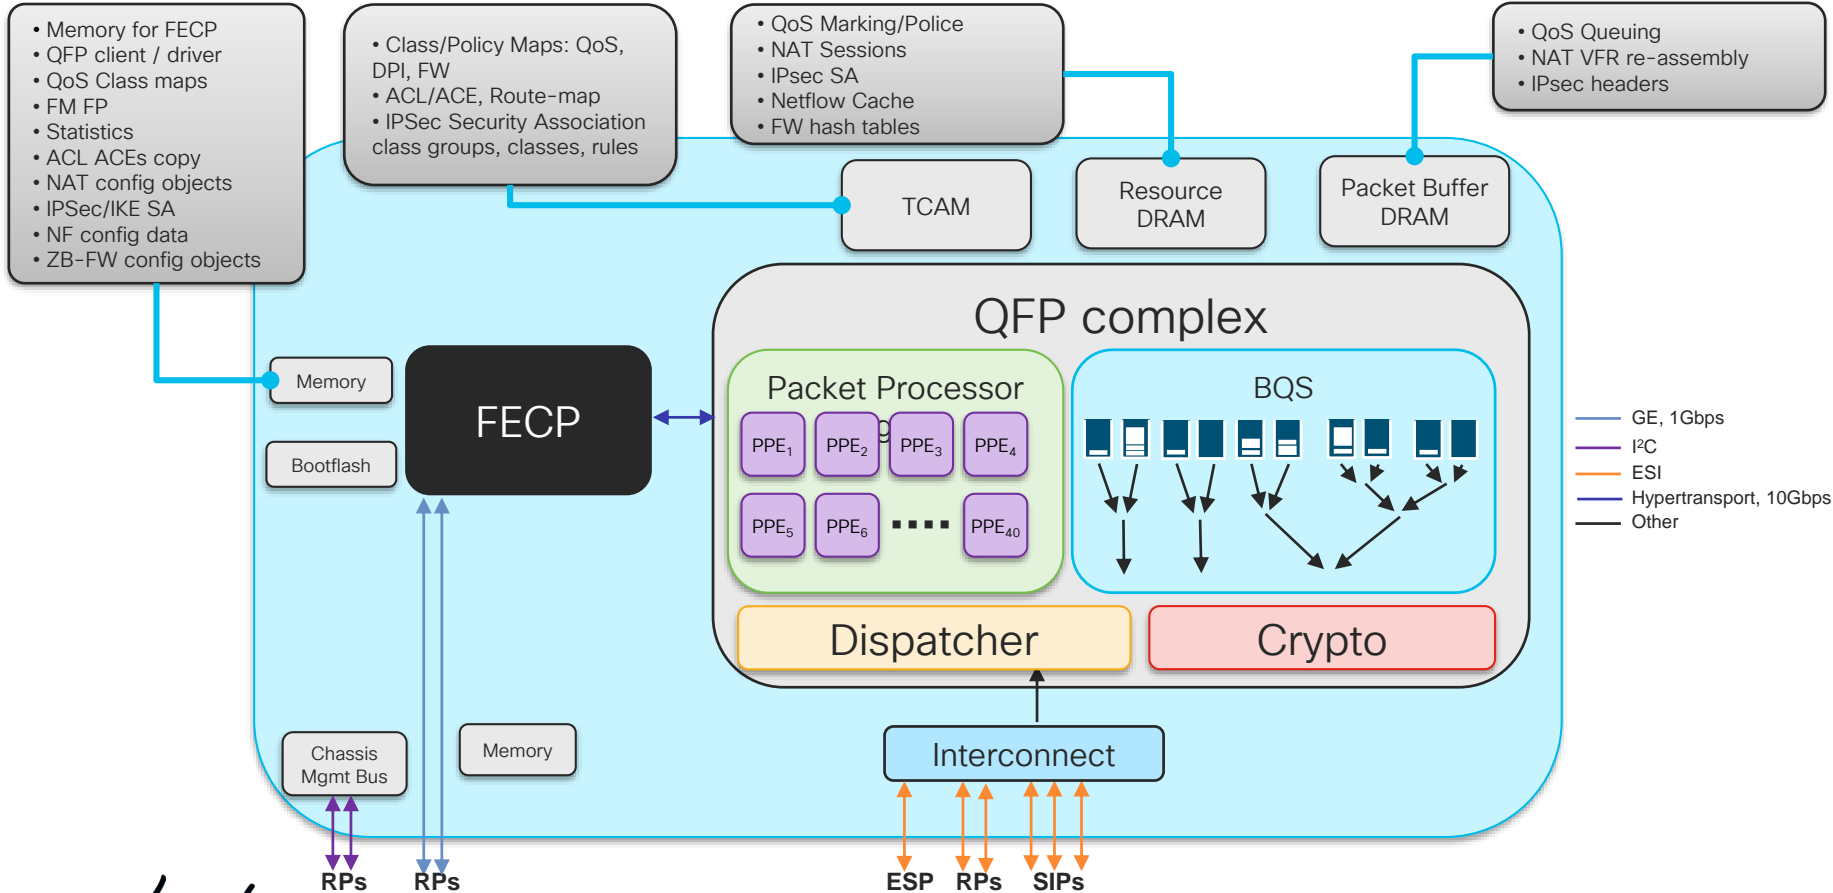 • Memory for FECP
• QFP client / driver
• QoS Class maps
• FM FP
• Statistics
• ACL ACEs copy
• NAT config objects
• IPSec/IKE SA
• NF config data
• ZB-FW config objects
• Class/Policy Maps: QoS,
DPI, FW
• ACL/ACE, Route-map
• IPSec Security Association
class groups, classes, rules
• QoS Marking/Police
• NAT Sessions
• IPsec SA
• Netflow Cache
• FW hash tables
• QoS Queuing
• NAT VFR re-assembly
• IPsec headers
TCAM
Resource
DRAM
Packet Buffer
DRAM
QFP complex
Memory
Bootflash
FECP
Packet Processor
PPE1
PPE2
PPE3
PPE4
PPE5
PPE6
PPE40
BQS
GE, 1Gbps
I²C
ESI
Hypertransport, 10Gbps
Other
Dispatcher
Crypto
Chassis
Mgmt Bus
Memory
Interconnect
RPs
RPs
ESP
RPs
SIPs